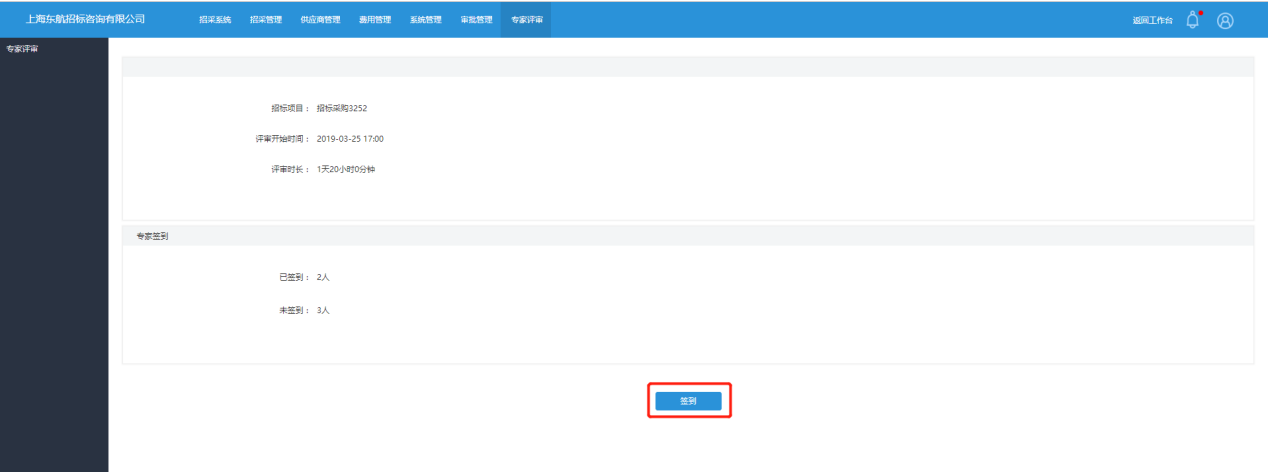 上海东航招标咨询有限公司 招采系统 招采管理 供应商管理 费用管理 系统管理 审批管理 专家评审 返回工作台
专家评审
招标项目： 招标采购3252
评审开始时间： 2019-03-25 17:00
评审时长： 1天20小时0分钟
专家签到
已签到： 2人
未签到： 3人
签到